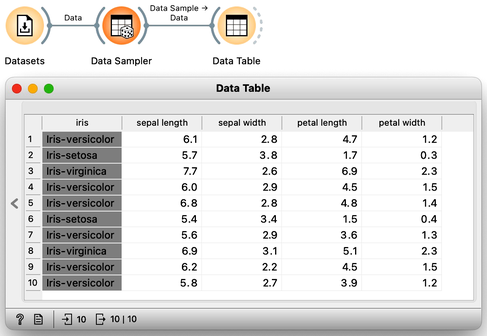 Data
Data Sample → Data
Datasets
Data Sampler
Data Table
Data Table
iris sepal length sepal width petal length petal width
1 Iris-versicolor 6.1 2.8 4.7 1.2
2 Iris-setosa 5.7 3.8 1.7 0.3
3 Iris-virginica 7.7 2.6 6.9 2.3
4 Iris-versicolor 6.0 2.9 4.5 1.5
5 Iris-versicolor 6.8 2.8 4.8 1.4
6 Iris-setosa 5.4 3.4 1.5 0.4
7 Iris-versicolor 5.6 2.9 3.6 1.3
8 Iris-virginica 6.9 3.1 5.1 2.3
9 Iris-versicolor 6.2 2.2 4.5 1.5
10 Iris-versicolor 5.8 2.7 3.9 1.2
? 10 10 | 10